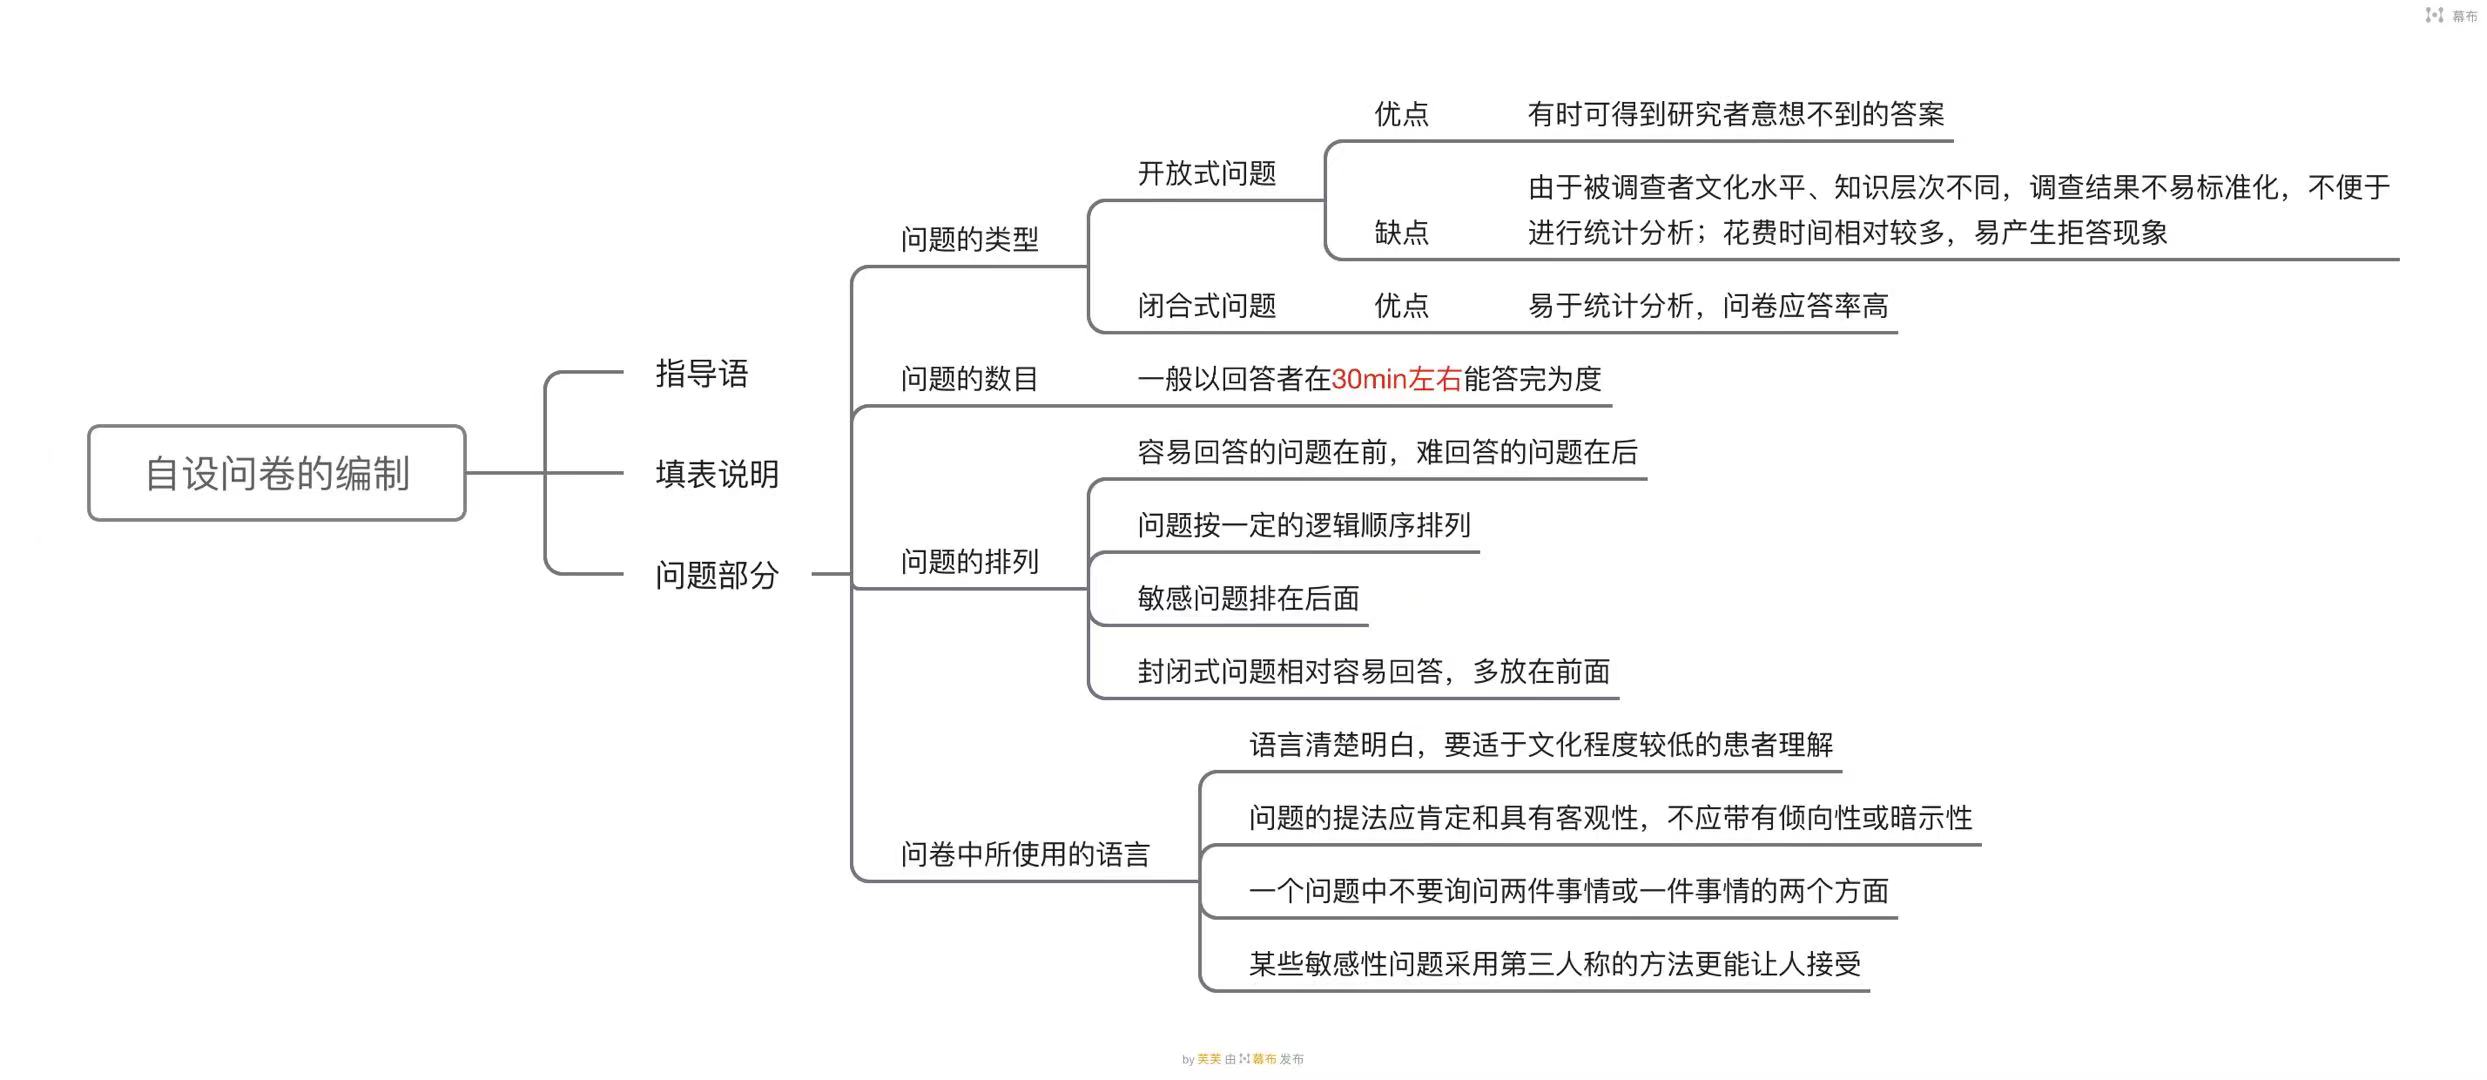 幕布
自设问卷的编制
指导语
填表说明
问题部分
问题的类型
开放式问题
优点
有时可得到研究者意想不到的答案
缺点
由于被调查者文化水平、知识层次不同，调查结果不易标准化，不便于
进行统计分析；花费时间相对较多，易产生拒答现象
闭合式问题
优点
易于统计分析，问卷应答率高
问题的数目
一般以回答者在30min左右能答完为度
问题的排列
容易回答的问题在前，难回答的问题在后
问题按一定的逻辑顺序排列
敏感问题排在后面
封闭式问题相对容易回答，多放在前面
问卷中所使用的语言
语言清楚明白，要适于文化程度较低的患者理解
问题的提法应肯定和具有客观性，不应带有倾向性或暗示性
一个问题中不要询问两件事情或一件事情的两个方面
某些敏感性问题采用第三人称的方法更能让人接受
by 芙芙 由 幕布 发布